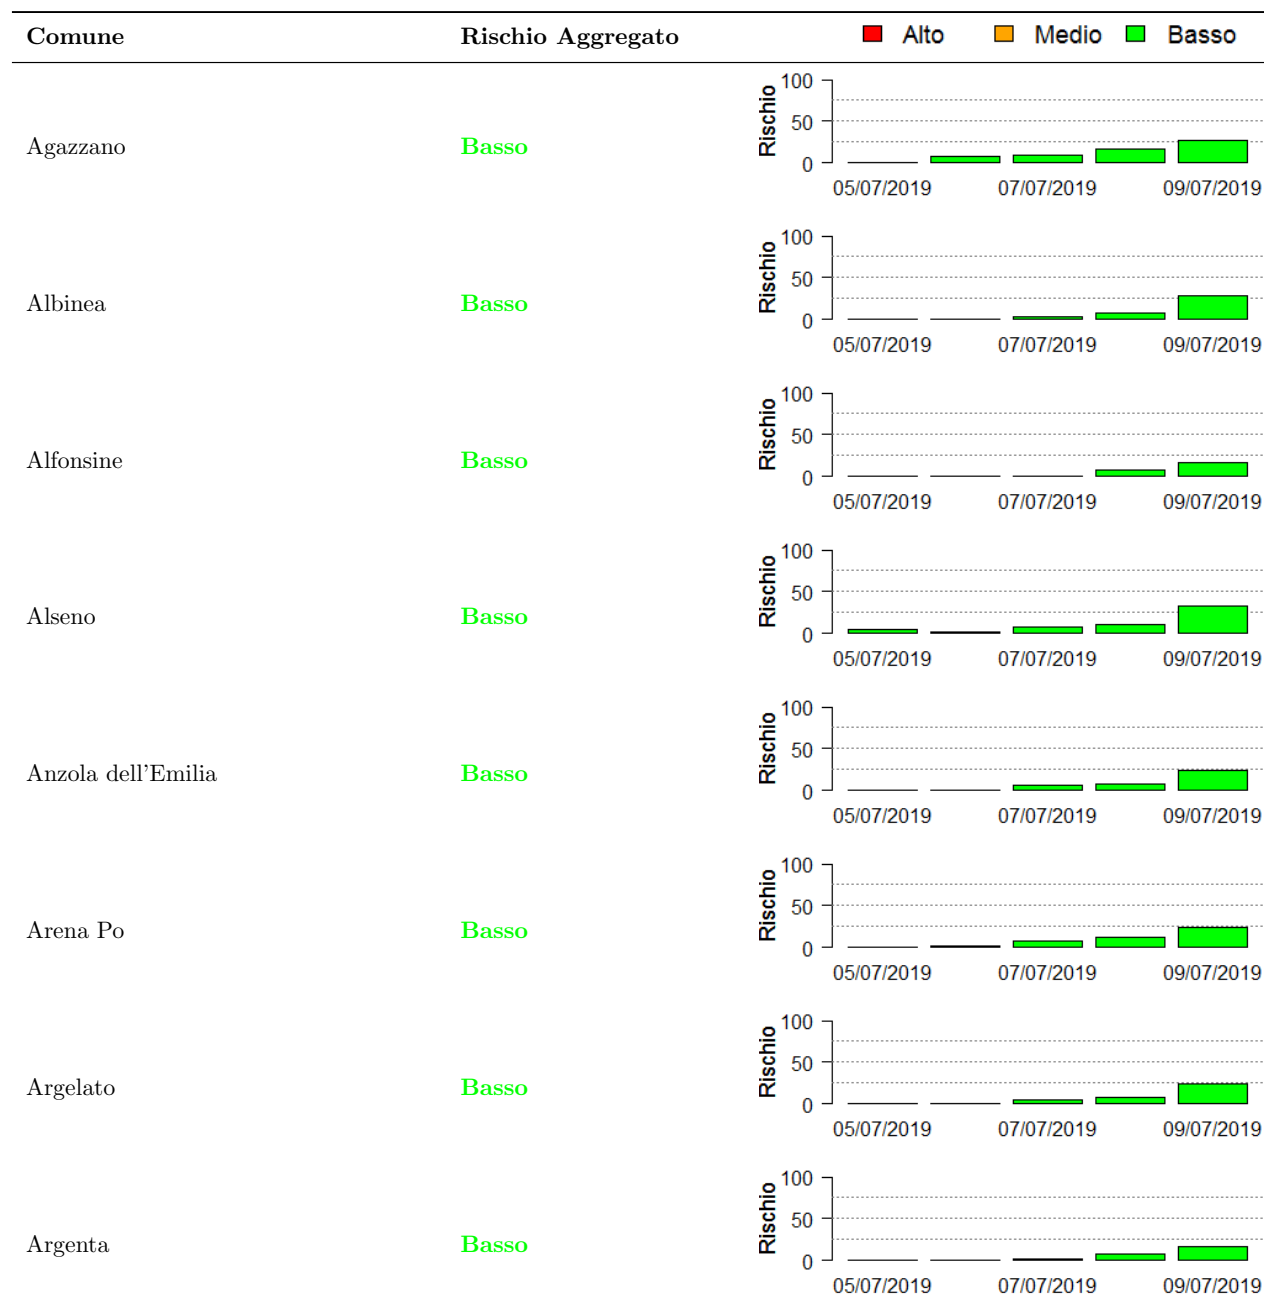 Comune Rischio Aggregato Alto Medio Basso
Agazzano Basso
Rischio
100
50
0
05/07/2019 07/07/2019 09/07/2019
Albinea Basso
Rischio
100
50
0
05/07/2019 07/07/2019 09/07/2019
Alfonsine Basso
Rischio
100
50
0
05/07/2019 07/07/2019 09/07/2019
Alseno Basso
Rischio
100
50
0
05/07/2019 07/07/2019 09/07/2019
Anzola dell'Emilia Basso
Rischio
100
50
0
05/07/2019 07/07/2019 09/07/2019
Arena Po Basso
Rischio
100
50
0
05/07/2019 07/07/2019 09/07/2019
Argelato Basso
Rischio
100
50
0
05/07/2019 07/07/2019 09/07/2019
Argenta Basso
Rischio
100
50
0
05/07/2019 07/07/2019 09/07/2019